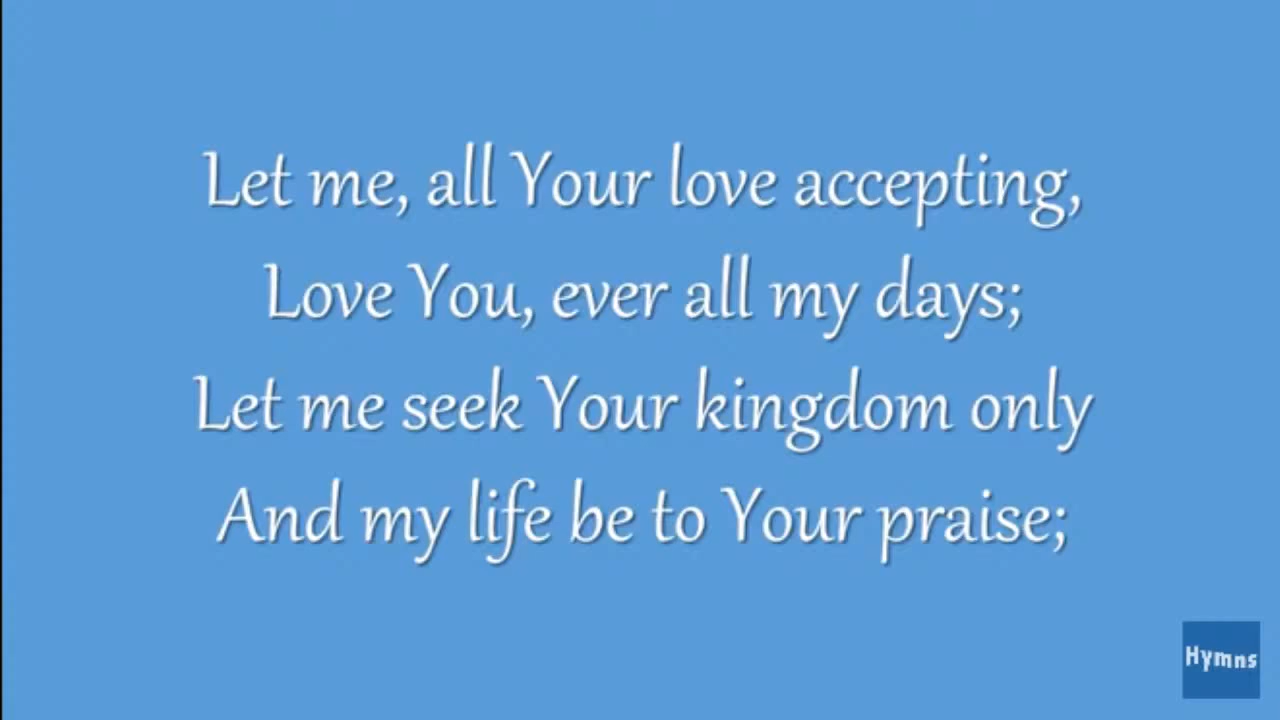 Let me, all Your love accepting,
Love You, ever all my days;
Let me seek Your kingdom only
And my life be to Your praise;
Hymns